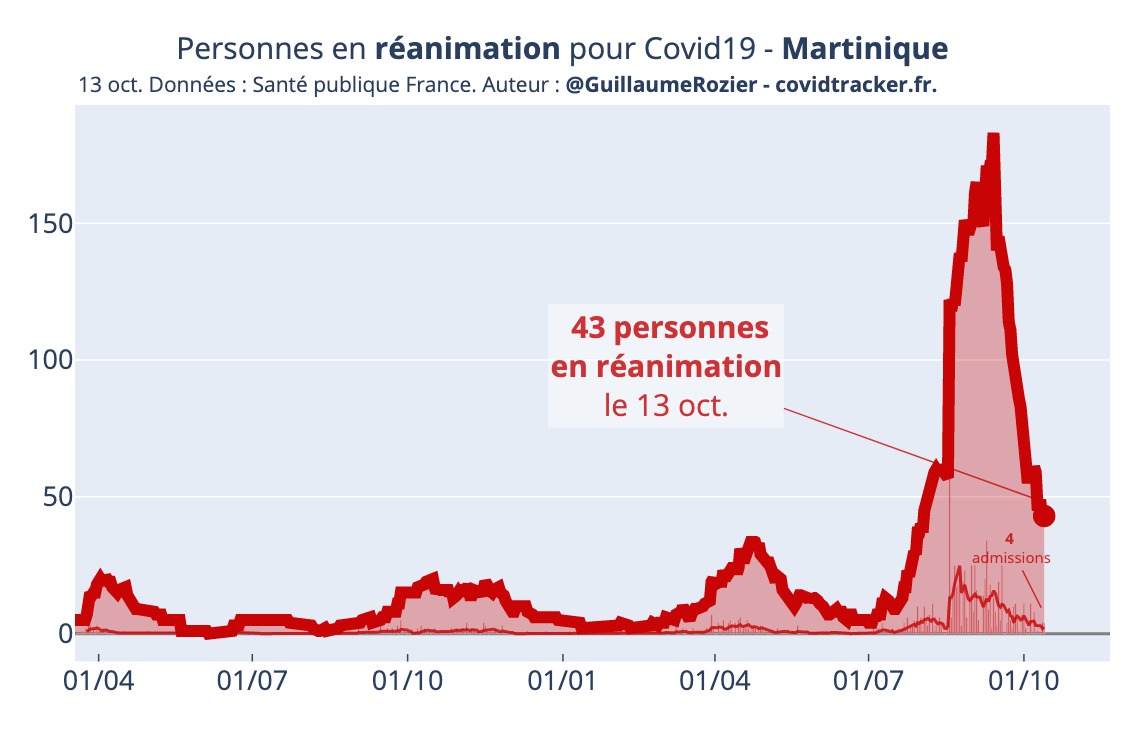 Personnes en réanimation pour Covid19 - Martinique
13 oct. Données : Santé publique France. Auteur : @GuillaumeRozier - covidtracker.fr.
150
100
50
0
43 personnes
en réanimation
le 13 oct.
4
admissions
01/04
01/07
01/10
01/01
01/04
01/07
01/10